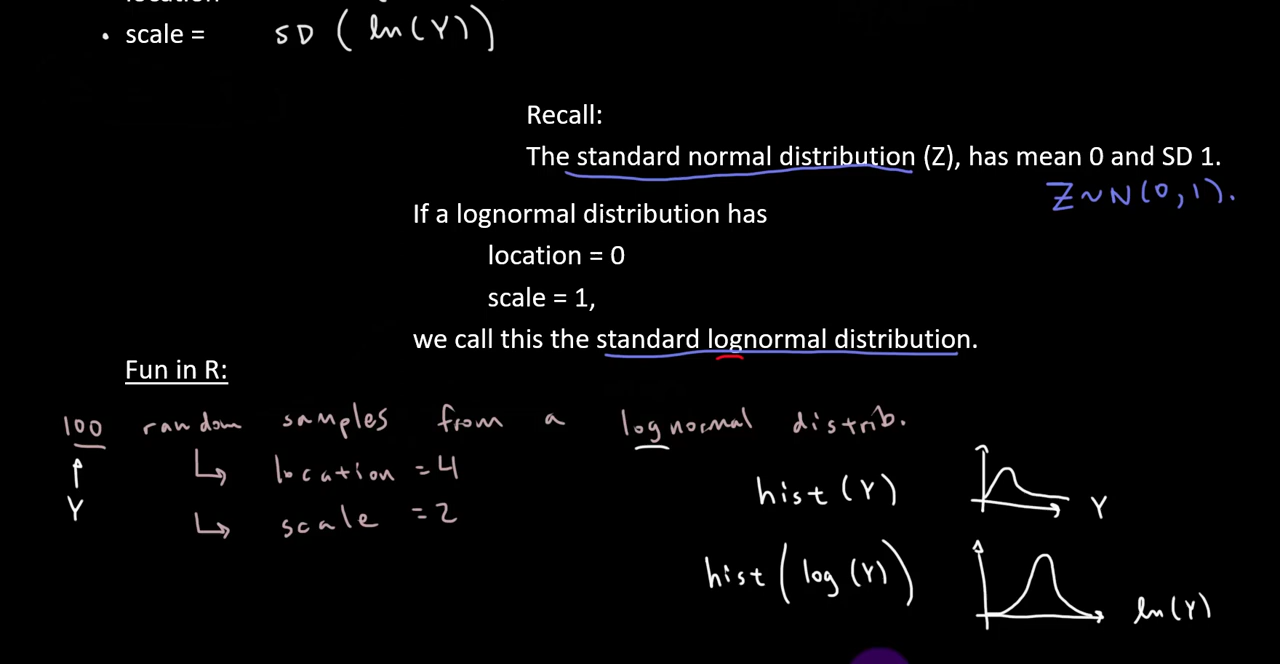 • scale = SD (ln(Y))
Recall:
The standard normal distribution (Z), has mean 0 and SD 1.
Z~N(0,1).
If a lognormal distribution has
location = 0
scale = 1,
we call this the standard lognormal distribution.
Fun in R:
100 random samples from a lognormal distrib.
↳ location = 4
↑
Y
↳ scale = 2
hist(Y)
Y
hist(log(Y))
ln(Y)